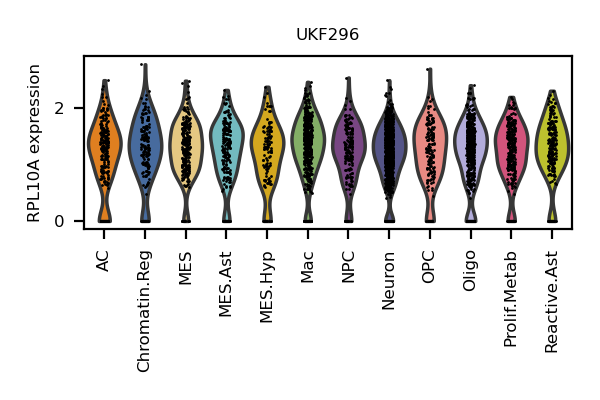 UKF296
RPL10A expression
2
0
AC
Chromatin.Reg
MES
MES.Ast
MES.Hyp
Mac
NPC
Neuron
OPC
Oligo
Prolif.Metab
Reactive.Ast